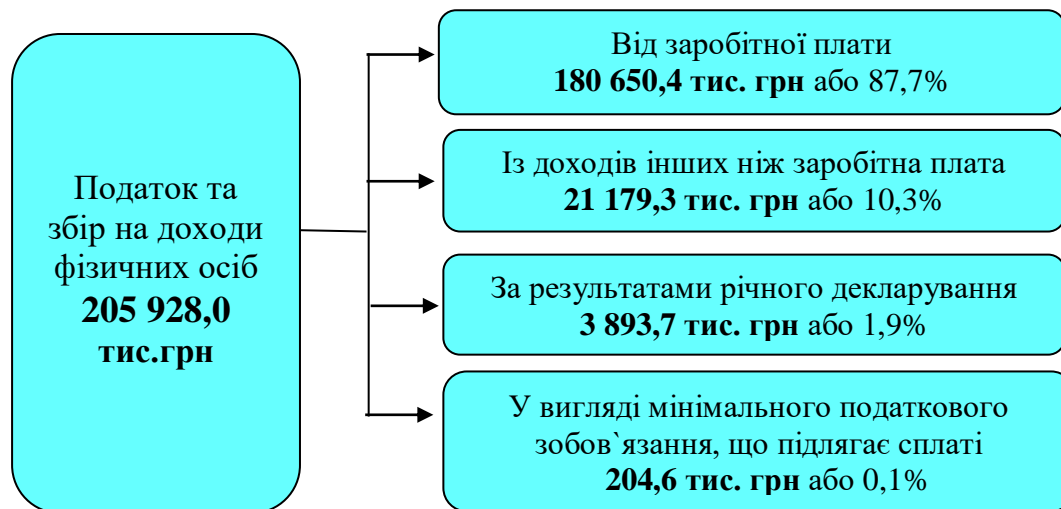 Податок та
збір на доходи
фізичних осіб
205 928,0
тис.грн
Від заробітної плати
180 650,4 тис. грн або 87,7%
Із доходів інших ніж заробітна плата
21 179,3 тис. грн або 10,3%
За результатами річного декларування
3 893,7 тис. грн або 1,9%
У вигляді мінімального податкового
зобов`язання, що підлягає сплаті
204,6 тис. грн або 0,1%